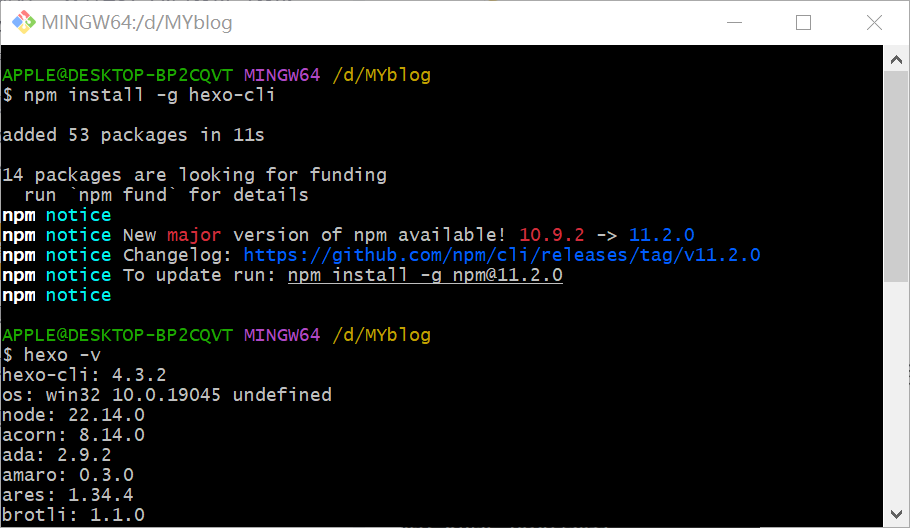 MINGW64:/d/MYblog
APPLE@DESKTOP-BP2CQVT MINGW64 /d/MYblog
$ npm install -g hexo-cli
added 53 packages in 11s
14 packages are looking for funding
  run `npm fund` for details
npm notice
npm notice New major version of npm available! 10.9.2 -> 11.2.0
npm notice Changelog: https://github.com/npm/cli/releases/tag/v11.2.0
npm notice To update run: npm install -g npm@11.2.0
npm notice
APPLE@DESKTOP-BP2CQVT MINGW64 /d/MYblog
$ hexo -v
hexo-cli: 4.3.2
os: win32 10.0.19045 undefined
node: 22.14.0
acorn: 8.14.0
ada: 2.9.2
amaro: 0.3.0
ares: 1.34.4
brotli: 1.1.0